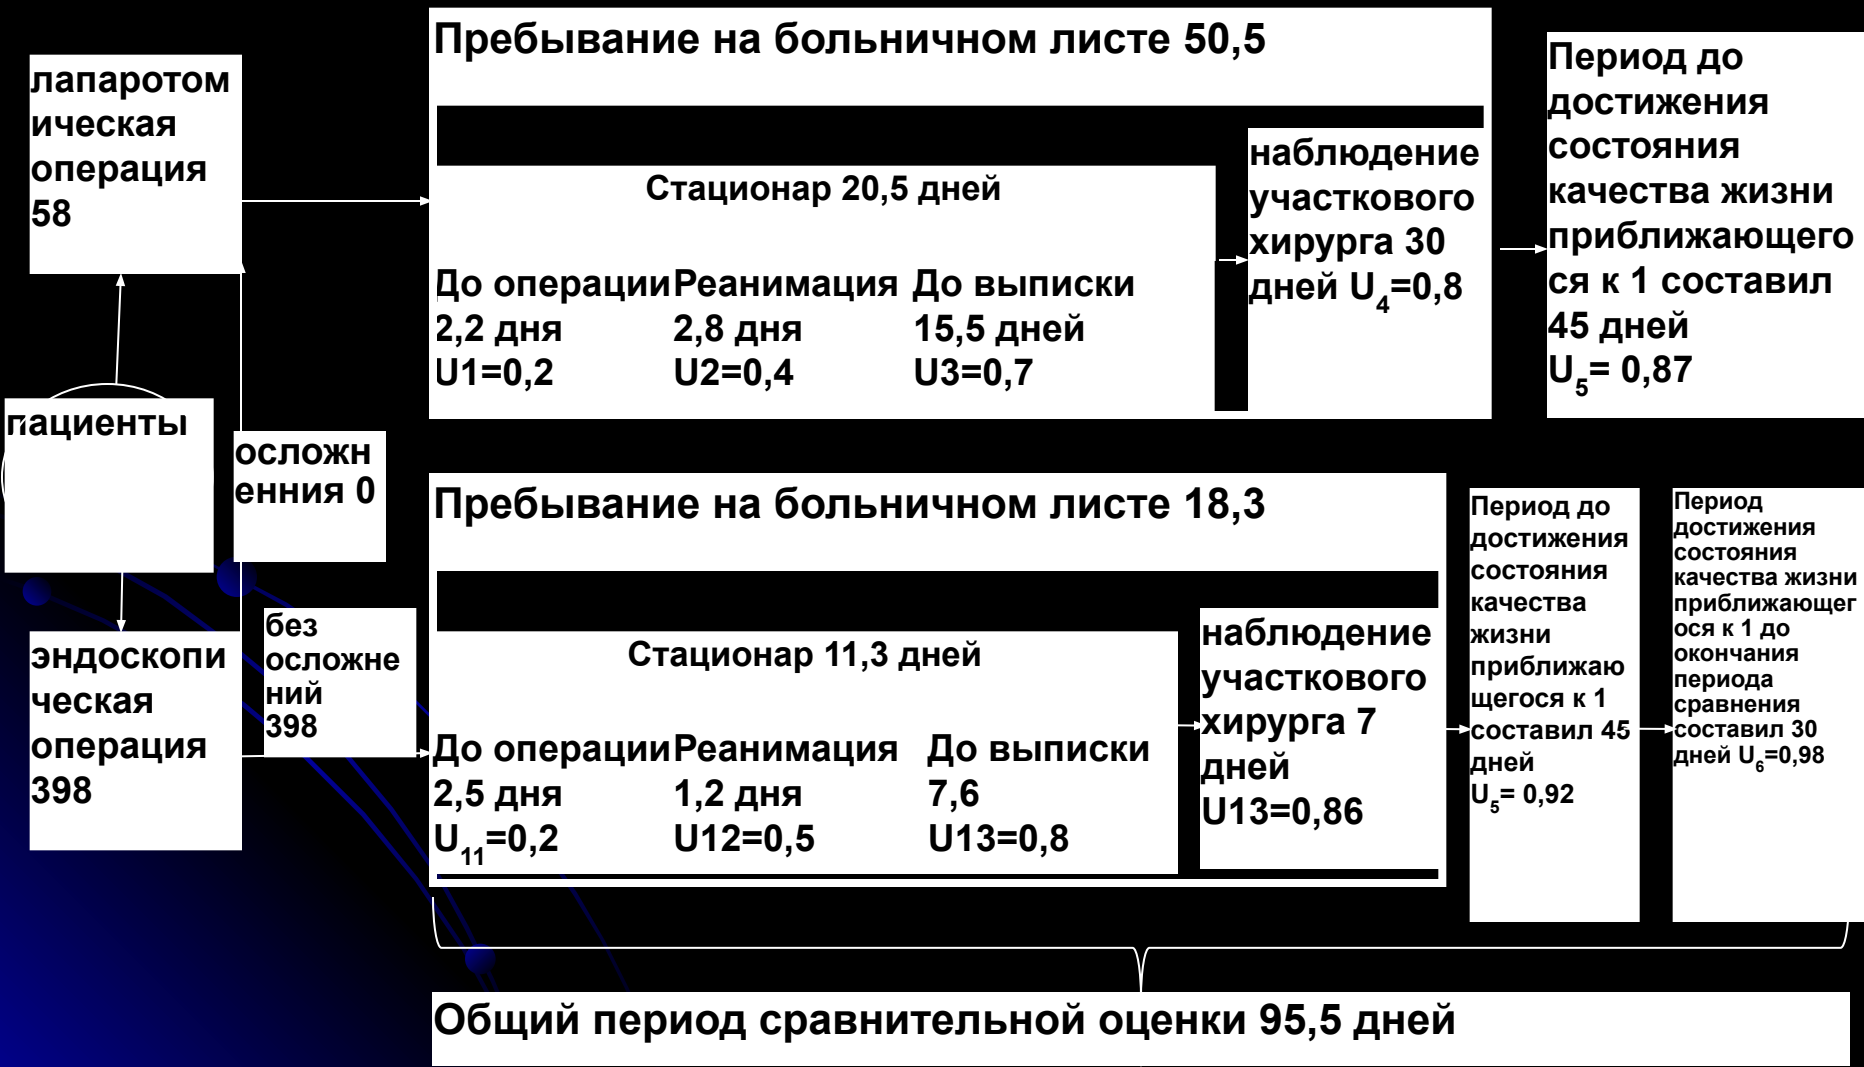 лапаротом
ическая
операция
58
Пребывание на больничном листе 50,5
Стационар 20,5 дней
До операции Реанимация До выписки
2,2 дня 2,8 дня 15,5 дней
U1=0,2 U2=0,4 U3=0,7
наблюдение
участкового
хирурга 30
дней U4=0,8
Период до
достижения
состояния
качества жизни
приближающего
ся к 1 составил
45 дней
U5= 0,87
пациенты
осложн
енния 0
эндоскопи
ческая
операция
398
без
осложне
ний
398
Пребывание на больничном листе 18,3
Стационар 11,3 дней
До операции Реанимация До выписки
2,5 дня 1,2 дня 7,6
U11=0,2 U12=0,5 U13=0,8
наблюдение
участкового
хирурга 7
дней
U13=0,86
Период до
достижения
состояния
качества
жизни
приближаю
щегося к 1
составил 45
дней
U5= 0,92
Период
достижения
состояния
качества жизни
приближающег
ося к 1 до
окончания
периода
сравнения
составил 30
дней U6=0,98
Общий период сравнительной оценки 95,5 дней